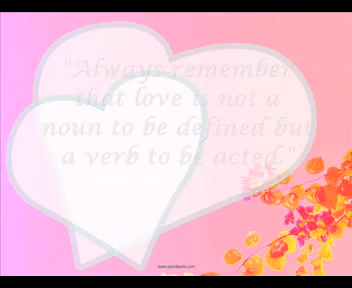 "Always remember
that love is not a
noun to be defined but
a verb to be acted."